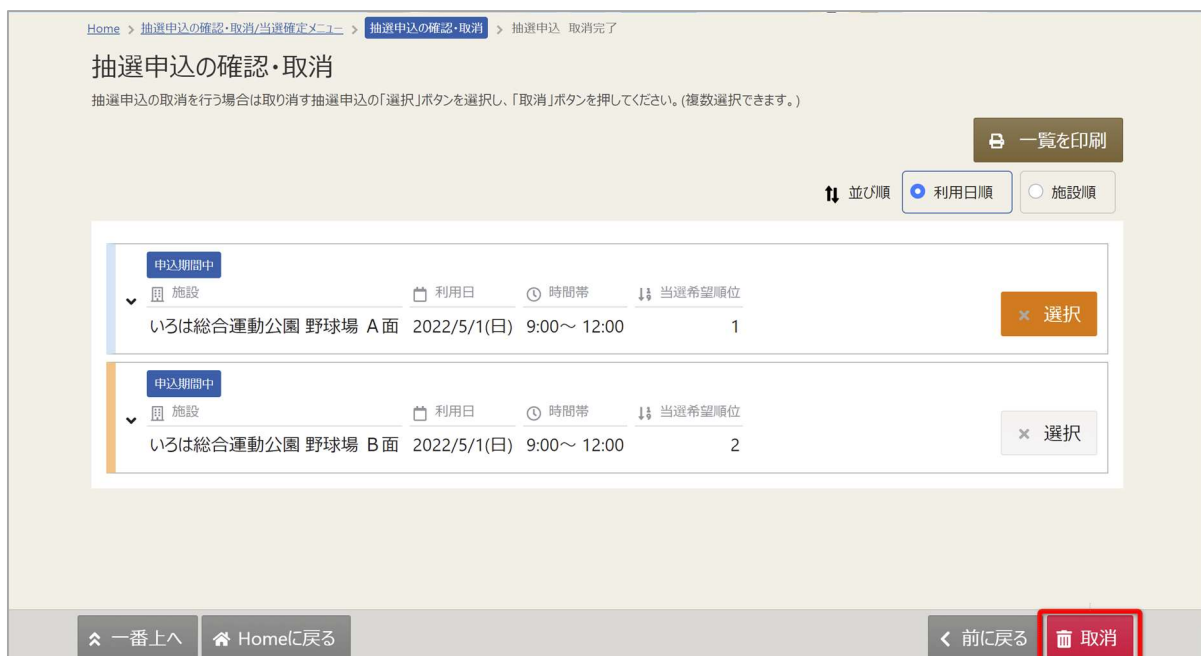 Home > 抽選申込の確認・取消/当選確定メニュー > 抽選申込の確認・取消 > 抽選申込 取消完了
抽選申込の確認・取消
抽選申込の取消を行う場合は取り消す抽選申込の「選択」ボタンを選択し、「取消」ボタンを押してください。(複数選択できます。)
一覧を印刷
並び順 利用日順 施設順
申込期間中
施設 利用日 時間帯 当選希望順位
いろは総合運動公園 野球場 A面 2022/5/1(日) 9:00~ 12:00 1
× 選択
申込期間中
施設 利用日 時間帯 当選希望順位
いろは総合運動公園 野球場 B面 2022/5/1(日) 9:00~ 12:00 2
× 選択
一番上へ Homeに戻る 前に戻る 取消